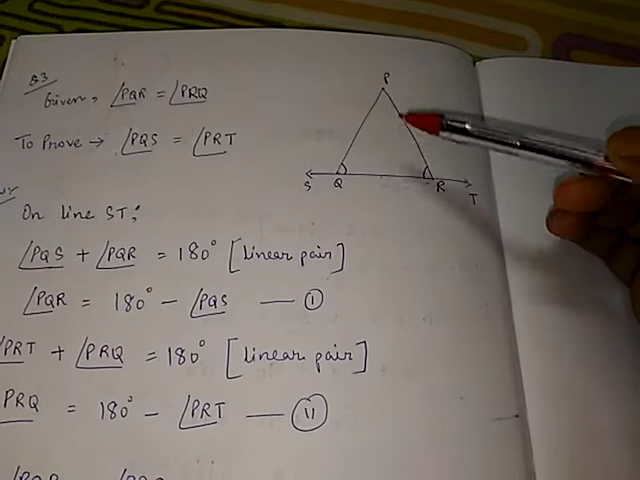 Q3
Given, ∠PQR = ∠PRQ
To Prove → ∠PQS = ∠PRT
On line ST;
∠PQS + ∠PQR = 180° [linear pair]
∠PQR = 180° - ∠PQS — (I)
∠PRT + ∠PRQ = 180° [linear pair]
PRQ = 180° - ∠PRT — (II)
P
S Q R T